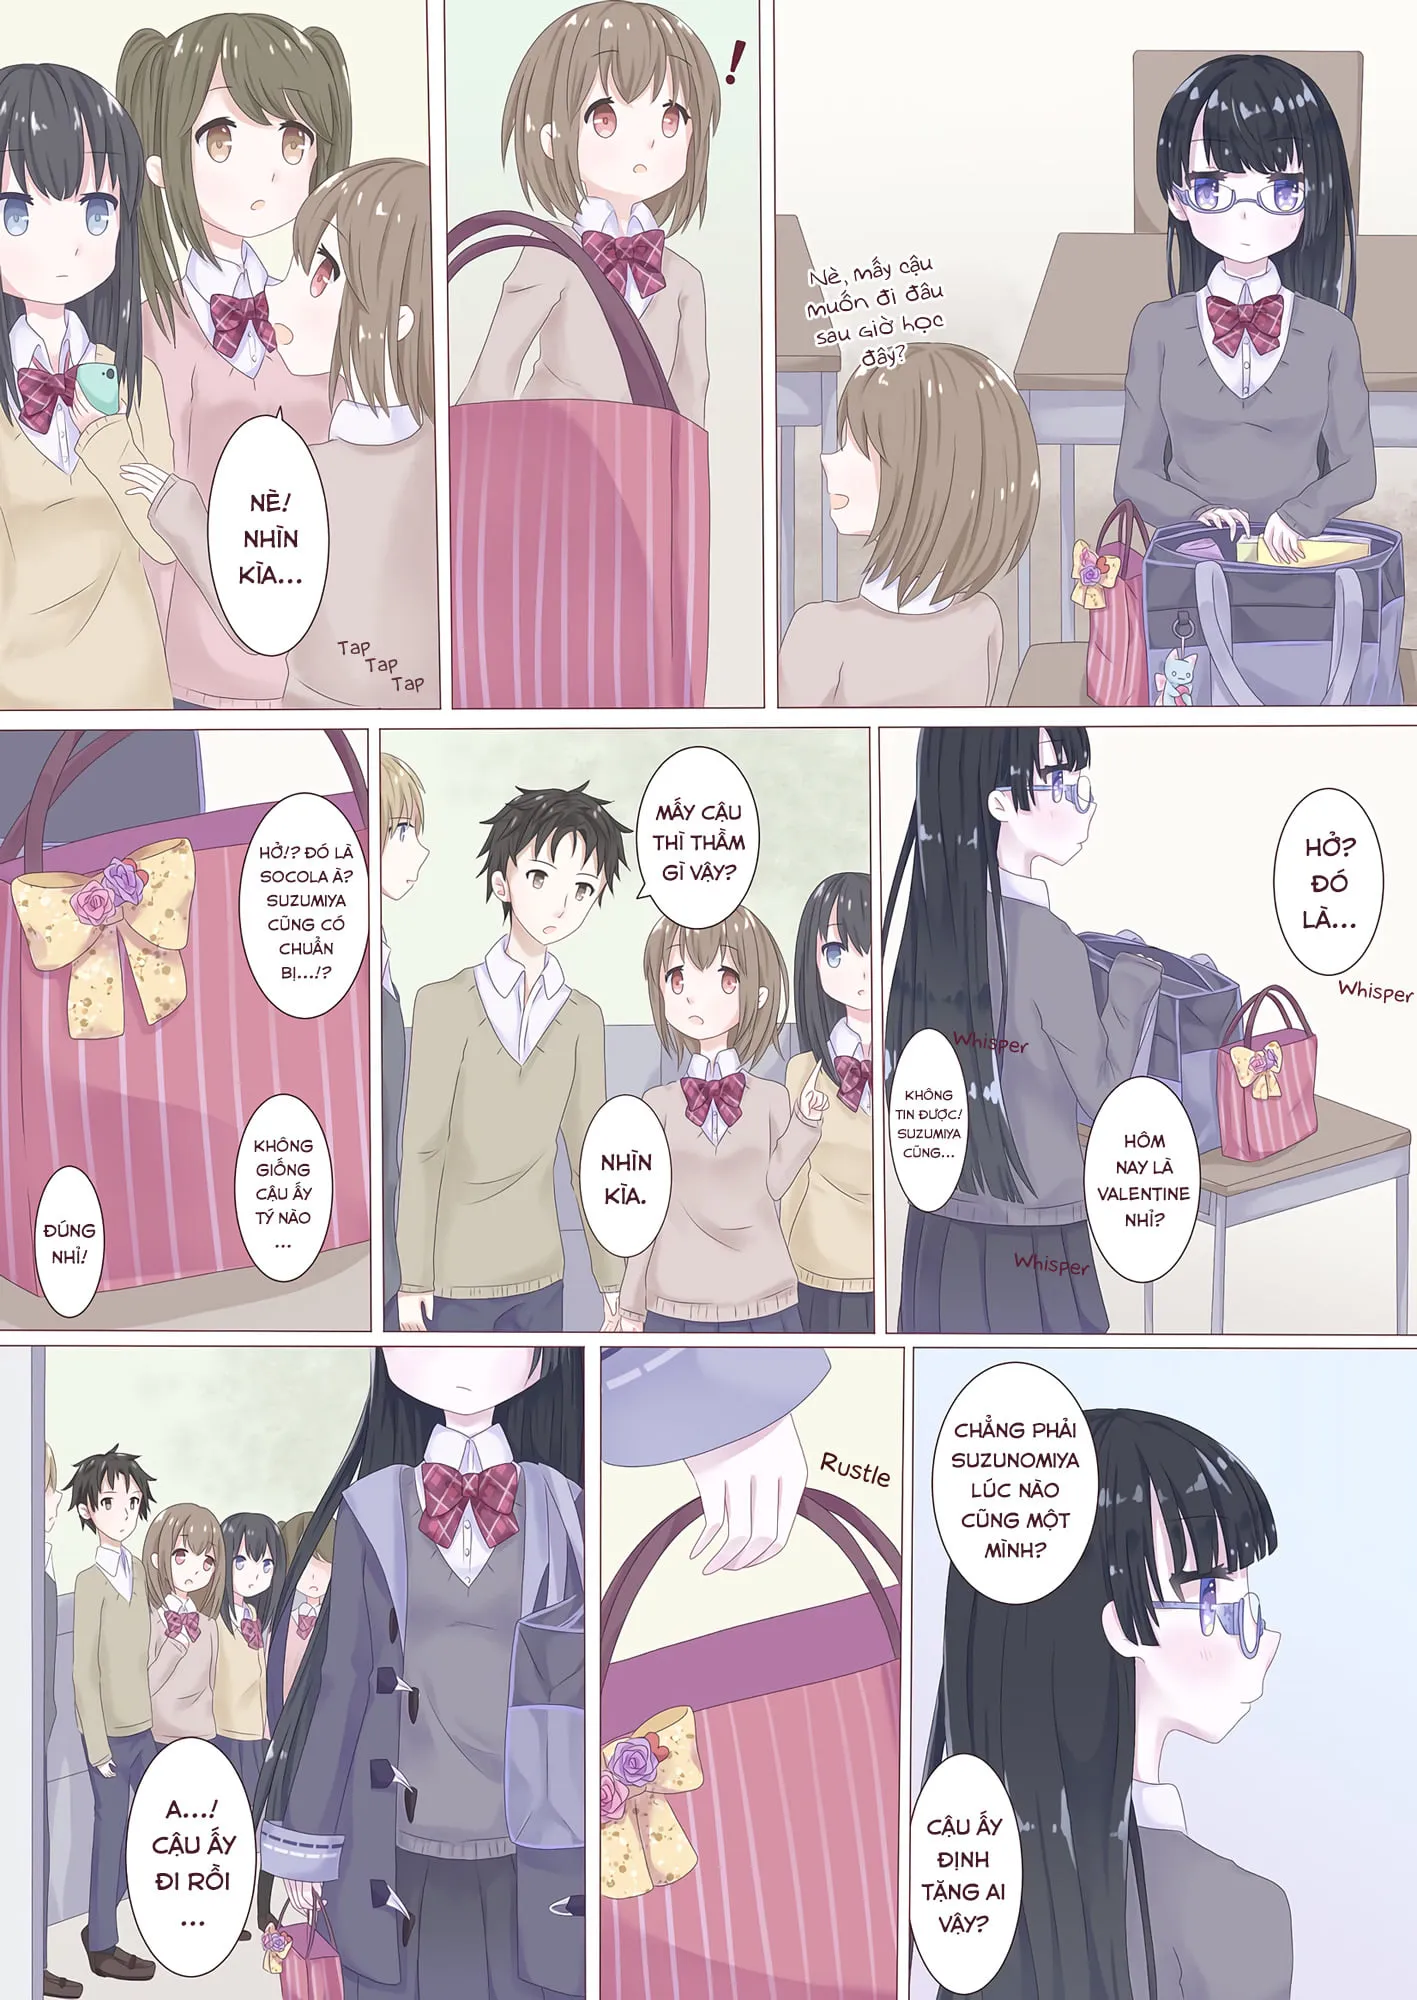 Nè, mấy cậu
muốn đi đâu
sau giờ học
đây?
!
NÈ!
NHÌN
KÌA...
Tap
Tap
Tap
HỞ? 
ĐÓ
LÀ...
Whisper
Whisper
KHÔNG
TIN ĐƯỢC!
SUZUMIYA
CŨNG...
HÔM
NAY LÀ
VALENTINE
NHỈ?
Whisper
MẤY CẬU
THÌ THẦM
GÌ VẬY?
NHÌN
KÌA.
HỞ!? ĐÓ LÀ
SOCOLA À?
SUZUMIYA
CŨNG CÓ
CHUẨN
BỊ...!?
KHÔNG
GIỐNG
CẬU ẤY
TÝ NÀO
...
ĐÚNG
NHỈ!
CHẲNG PHẢI
SUZUNOMIYA
LÚC NÀO
CŨNG MỘT
MÌNH?
CẬU ẤY
ĐỊNH
TẶNG AI
VẬY?
Rustle
A...!
CẬU ẤY
ĐI RỒI
...